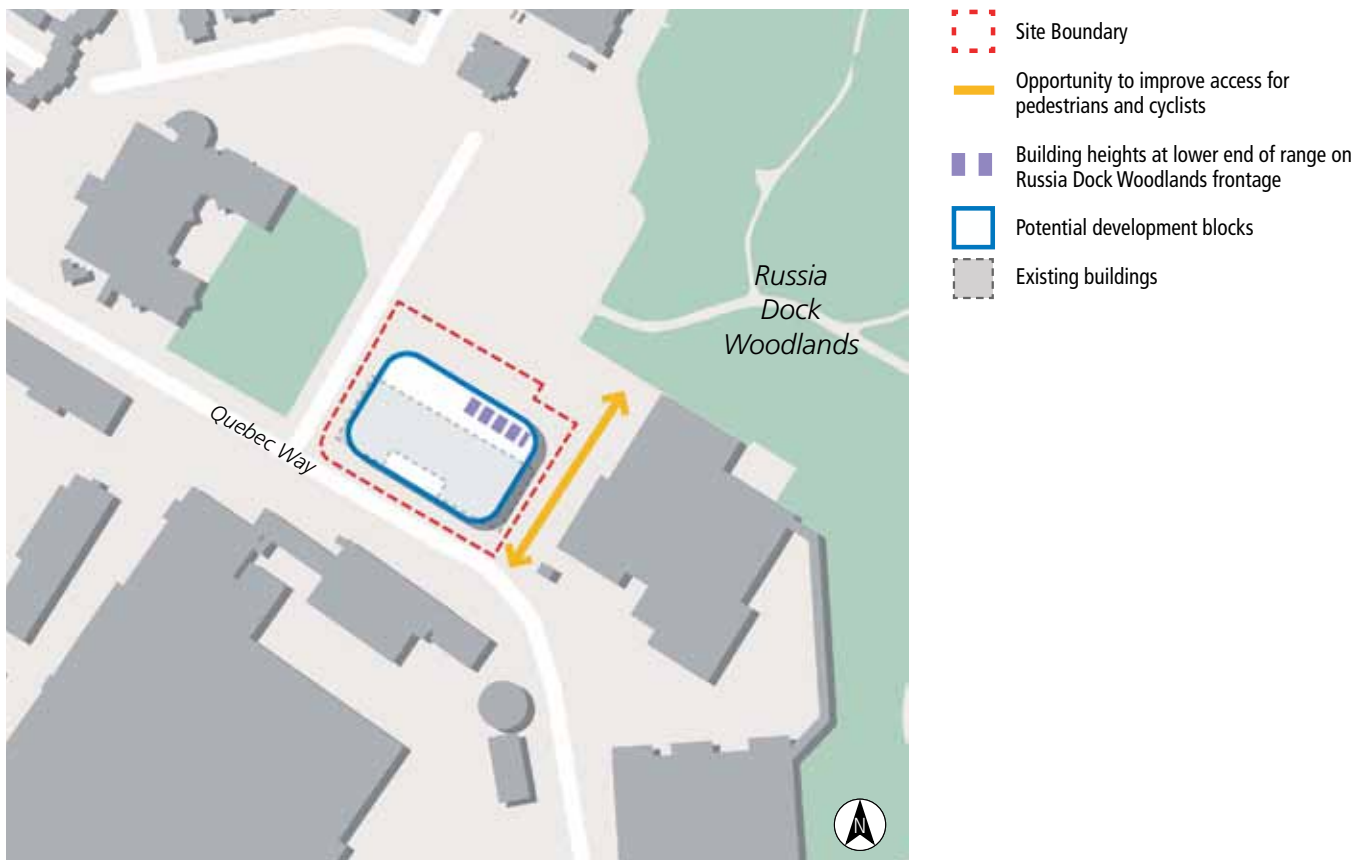 Site Boundary
Opportunity to improve access for
pedestrians and cyclists
Building heights at lower end of range on
Russia Dock Woodlands frontage
Potential development blocks
Existing buildings
Russia
Dock
Woodlands
Quebec Way
N